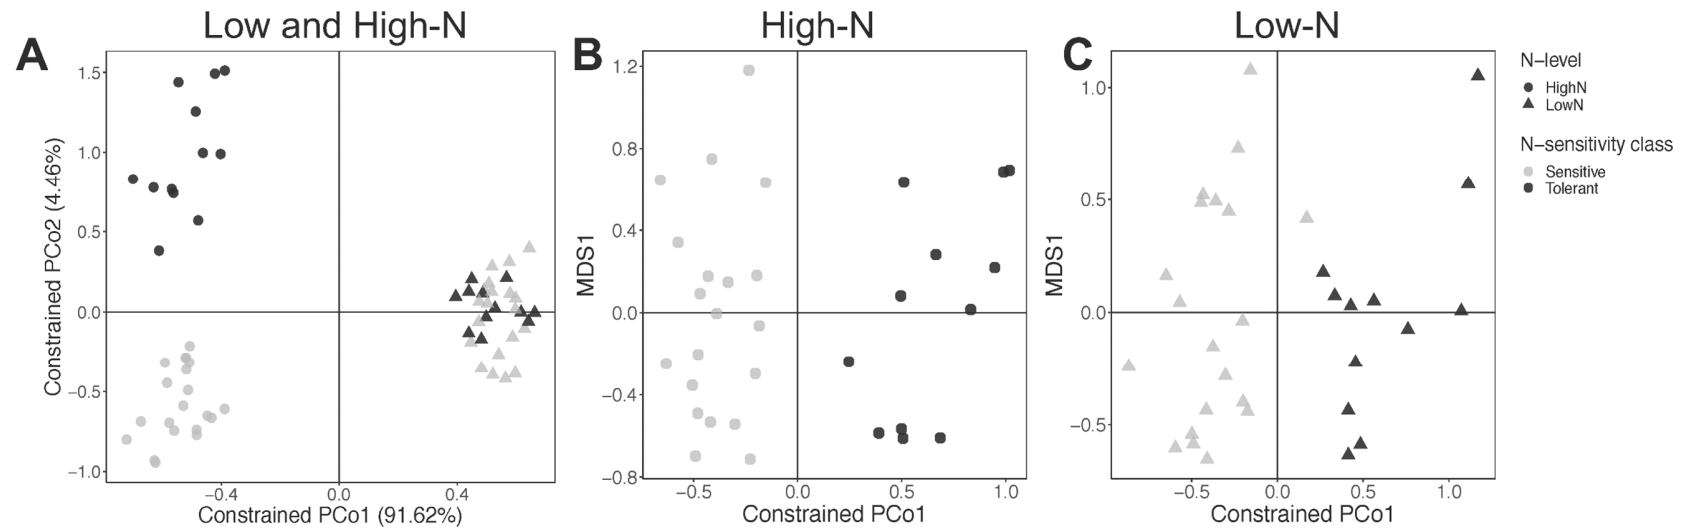 Low and High-N
High-N
Low-N
A
B
C
N−level
HighN
LowN
N−sensitivity class
Sensitive
Tolerant
Constrained PCo2 (4.46%)
1.5
1.0
0.5
0.0
−0.5
−1.0
−0.4
0.0
0.4
Constrained PCo1 (91.62%)
MDS1
1.2
0.8
0.4
0.0
−0.4
−0.8
−0.5
0.0
0.5
1.0
Constrained PCo1
MDS1
1.0
0.5
0.0
−0.5
−0.5
0.0
0.5
1.0
Constrained PCo1